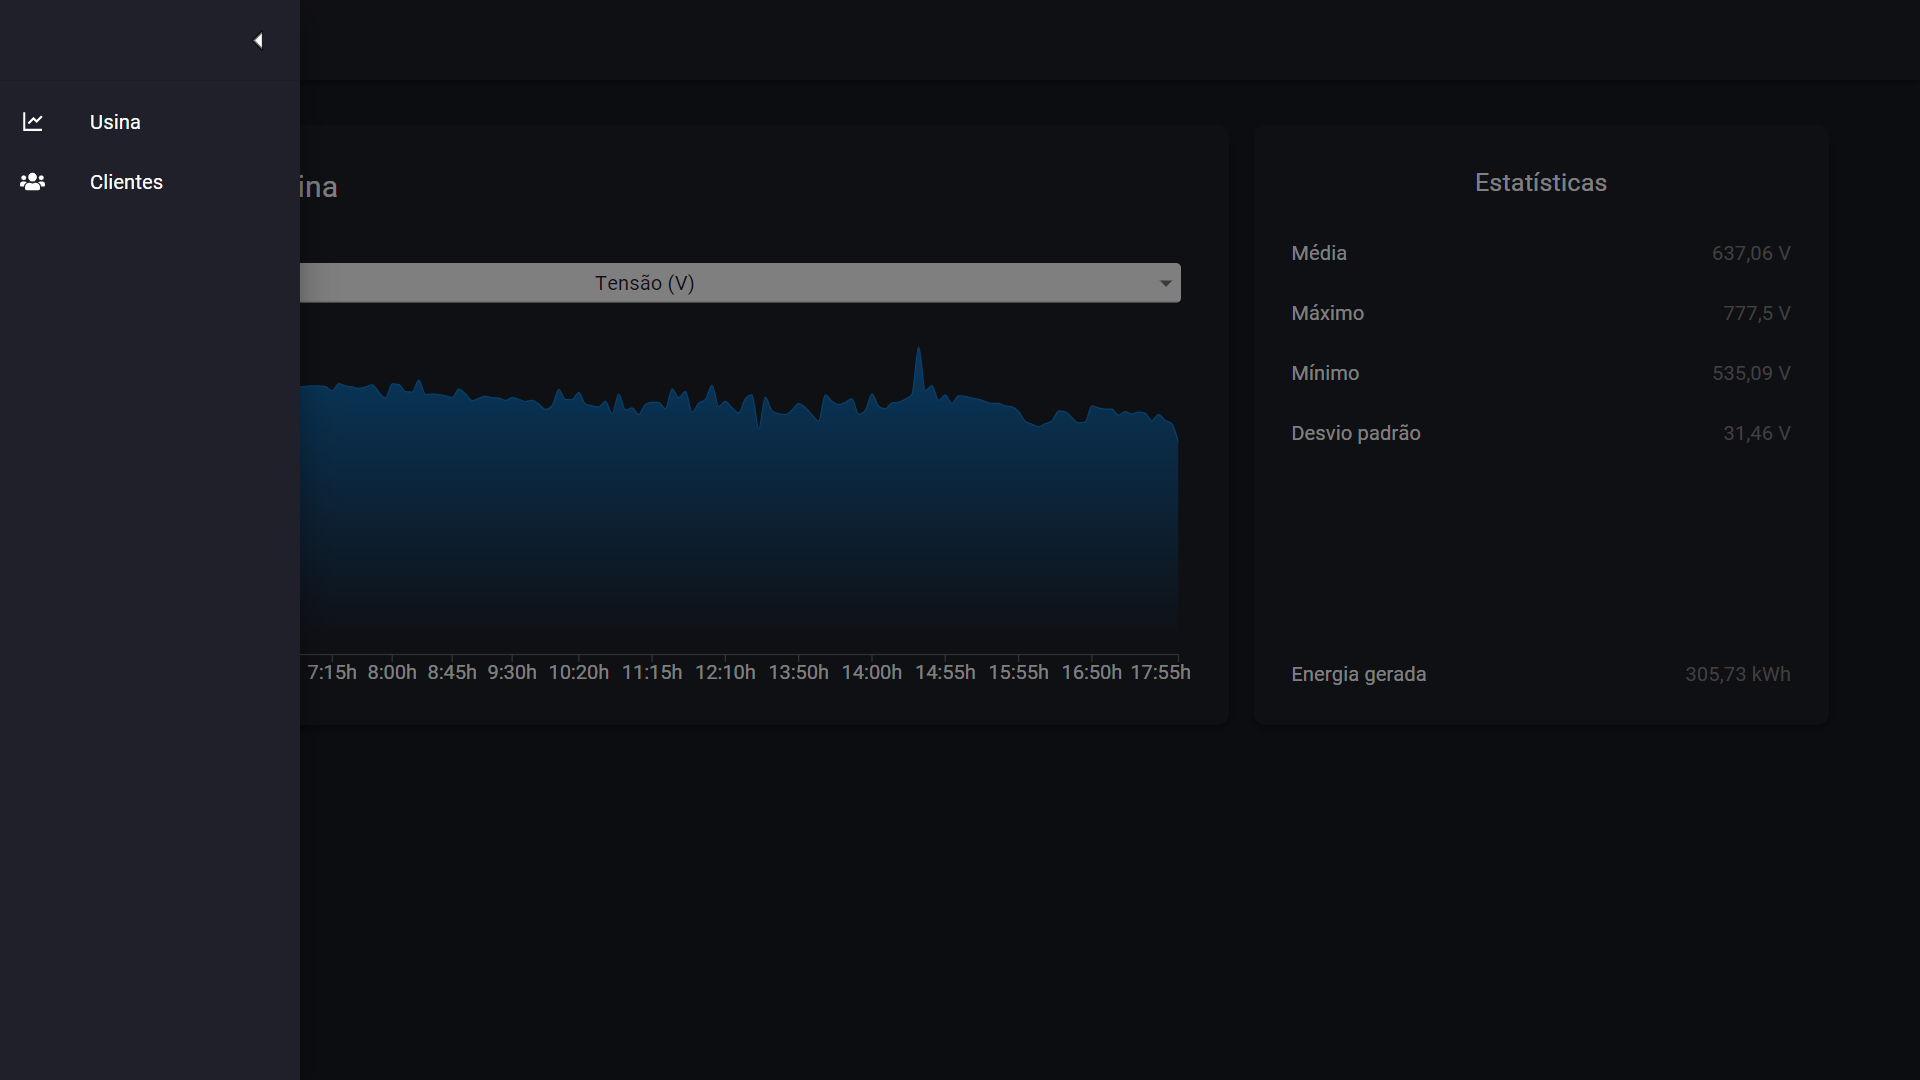 Usina
Clientes
ina
Tensão (V)
7:15h 8:00h 8:45h 9:30h 10:20h 11:15h 12:10h 13:50h 14:00h 14:55h 15:55h 16:50h 17:55h
Estatísticas
Média 637,06 V
Máximo 777,5 V
Mínimo 535,09 V
Desvio padrão 31,46 V
Energia gerada 305,73 kWh